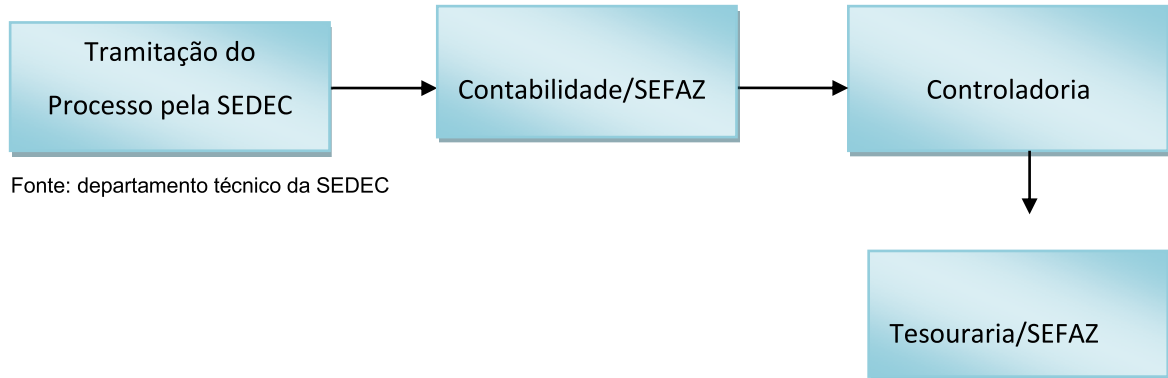 Tramitação do
Processo pela SEDEC
Contabilidade/SEFAZ
Controladoria
Fonte: departamento técnico da SEDEC
Tesouraria/SEFAZ